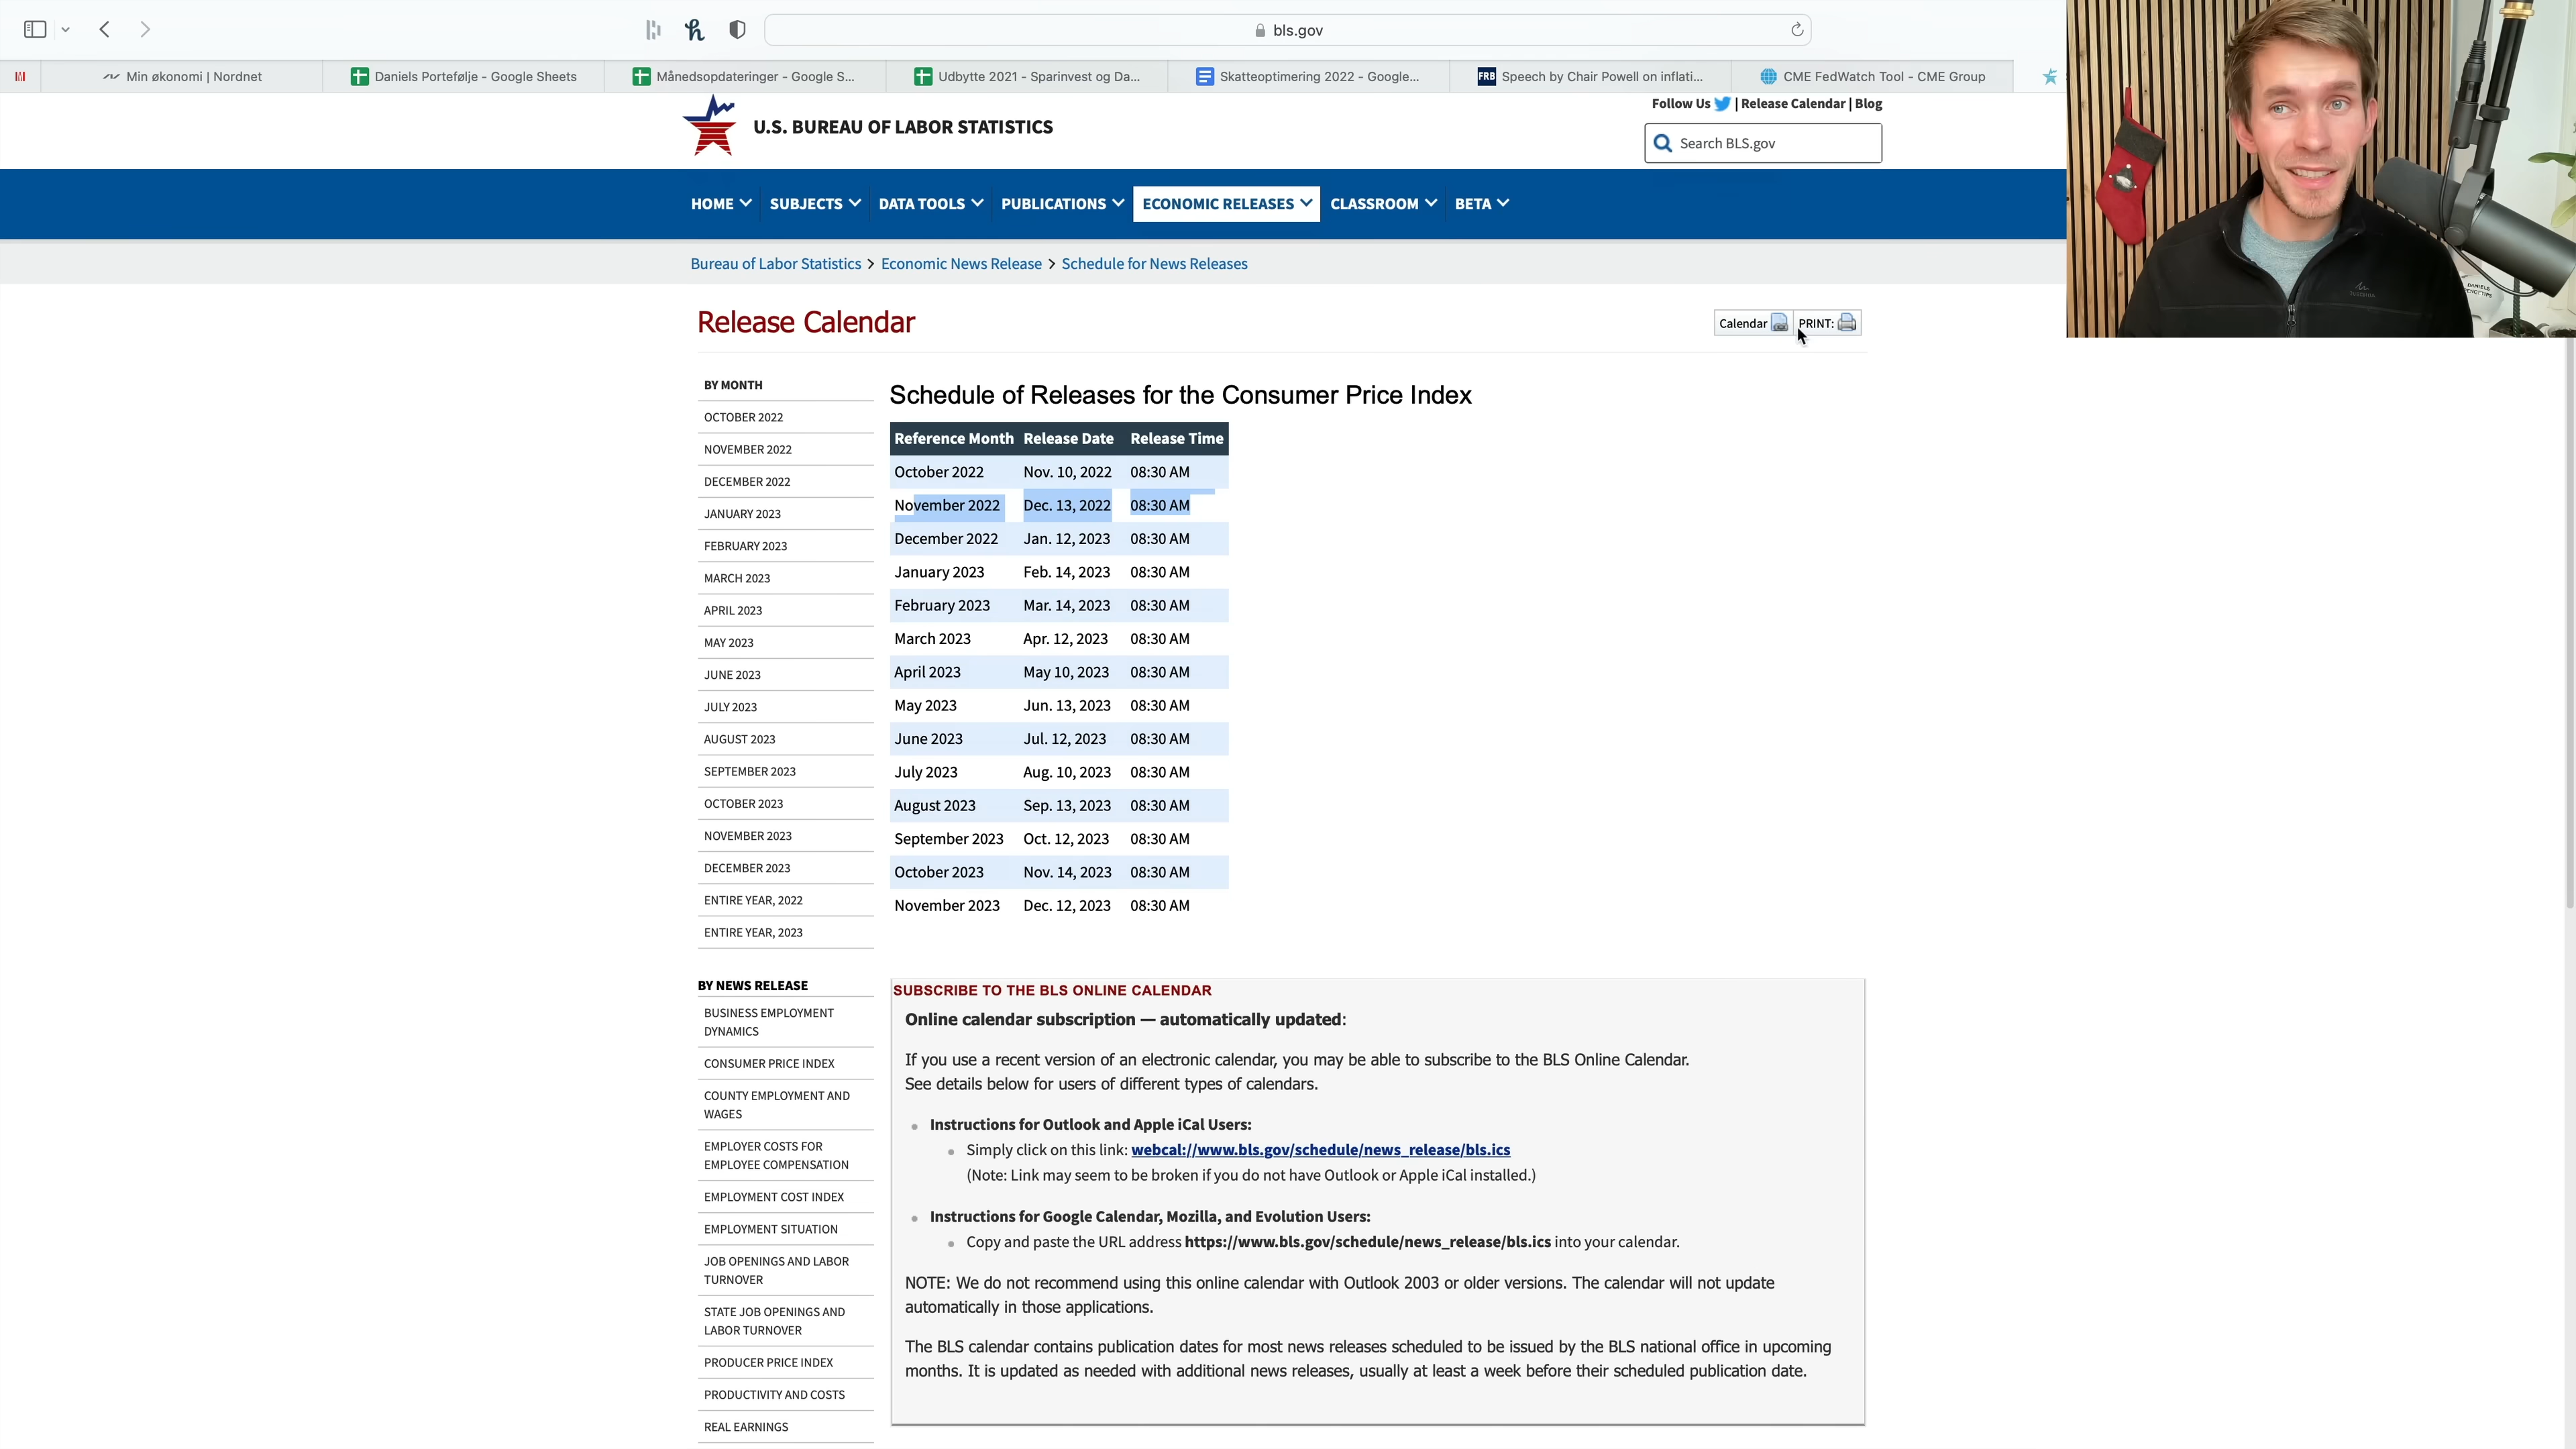 bls.gov
Min økonomi | Nordnet
Daniels Portefølje - Google Sheets
Månedsopdateringer - Google S...
Udbytte 2021 - Sparinvest og Da...
Skatteoptimering 2022 - Google...
FRB Speech by Chair Powell on inflati...
CME FedWatch Tool - CME Group
U.S. BUREAU OF LABOR STATISTICS
Follow Us | Release Calendar | Blog
Search BLS.gov
HOME SUBJECTS DATA TOOLS PUBLICATIONS ECONOMIC RELEASES CLASSROOM BETA
Bureau of Labor Statistics > Economic News Release > Schedule for News Releases
Release Calendar
Calendar PRINT:
BY MONTH
OCTOBER 2022
NOVEMBER 2022
DECEMBER 2022
JANUARY 2023
FEBRUARY 2023
MARCH 2023
APRIL 2023
MAY 2023
JUNE 2023
JULY 2023
AUGUST 2023
SEPTEMBER 2023
OCTOBER 2023
NOVEMBER 2023
DECEMBER 2023
ENTIRE YEAR, 2022
ENTIRE YEAR, 2023
BY NEWS RELEASE
BUSINESS EMPLOYMENT
DYNAMICS
CONSUMER PRICE INDEX
COUNTY EMPLOYMENT AND
WAGES
EMPLOYER COSTS FOR
EMPLOYEE COMPENSATION
EMPLOYMENT COST INDEX
EMPLOYMENT SITUATION
JOB OPENINGS AND LABOR
TURNOVER
STATE JOB OPENINGS AND
LABOR TURNOVER
PRODUCER PRICE INDEX
PRODUCTIVITY AND COSTS
REAL EARNINGS
Schedule of Releases for the Consumer Price Index
Reference Month Release Date Release Time
October 2022 Nov. 10, 2022 08:30 AM
November 2022 Dec. 13, 2022 08:30 AM
December 2022 Jan. 12, 2023 08:30 AM
January 2023 Feb. 14, 2023 08:30 AM
February 2023 Mar. 14, 2023 08:30 AM
March 2023 Apr. 12, 2023 08:30 AM
April 2023 May 10, 2023 08:30 AM
May 2023 Jun. 13, 2023 08:30 AM
June 2023 Jul. 12, 2023 08:30 AM
July 2023 Aug. 10, 2023 08:30 AM
August 2023 Sep. 13, 2023 08:30 AM
September 2023 Oct. 12, 2023 08:30 AM
October 2023 Nov. 14, 2023 08:30 AM
November 2023 Dec. 12, 2023 08:30 AM
SUBSCRIBE TO THE BLS ONLINE CALENDAR
Online calendar subscription — automatically updated:
If you use a recent version of an electronic calendar, you may be able to subscribe to the BLS Online Calendar.
See details below for users of different types of calendars.
Instructions for Outlook and Apple iCal Users:
Simply click on this link: webcal://www.bls.gov/schedule/news_release/bls.ics
(Note: Link may seem to be broken if you do not have Outlook or Apple iCal installed.)
Instructions for Google Calendar, Mozilla, and Evolution Users:
Copy and paste the URL address https://www.bls.gov/schedule/news_release/bls.ics into your calendar.
NOTE: We do not recommend using this online calendar with Outlook 2003 or older versions. The calendar will not update
automatically in those applications.
The BLS calendar contains publication dates for most news releases scheduled to be issued by the BLS national office in upcoming
months. It is updated as needed with additional news releases, usually at least a week before their scheduled publication date.